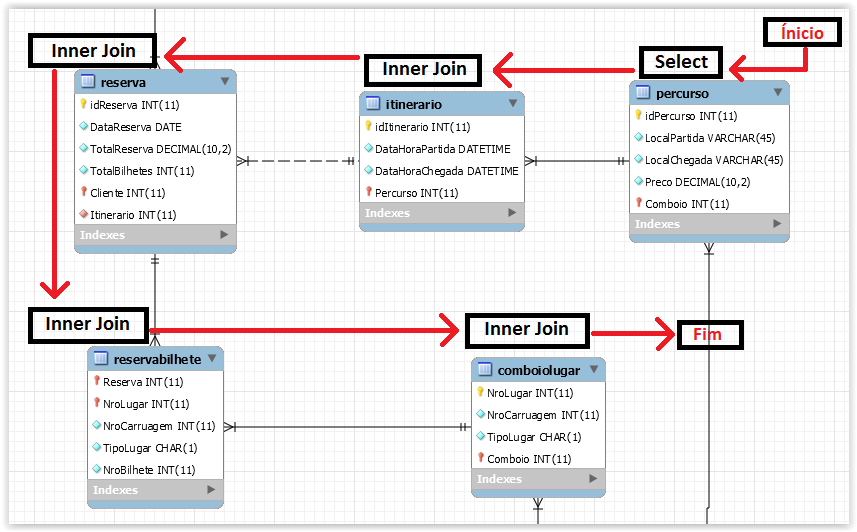 Ínicio
Select
Inner Join
Inner Join
percurso
idPercurso INT(11)
LocalPartida VARCHAR(45)
LocalChegada VARCHAR(45)
Preco DECIMAL(10,2)
Comboio INT(11)
Indexes
itinerario
idItinerario INT(11)
DataHoraPartida DATETIME
DataHoraChegada DATETIME
Percurso INT(11)
Indexes
reserva
idReserva INT(11)
DataReserva DATE
TotalReserva DECIMAL(10,2)
TotalBilhetes INT(11)
Cliente INT(11)
Itinerario INT(11)
Indexes
Inner Join
Inner Join
Fim
reservabilhete
Reserva INT(11)
NroLugar INT(11)
NroCarruagem INT(11)
TipoLugar CHAR(1)
NroBilhete INT(11)
Indexes
comboiolugar
NroLugar INT(11)
NroCarruagem INT(11)
TipoLugar CHAR(1)
Comboio INT(11)
Indexes